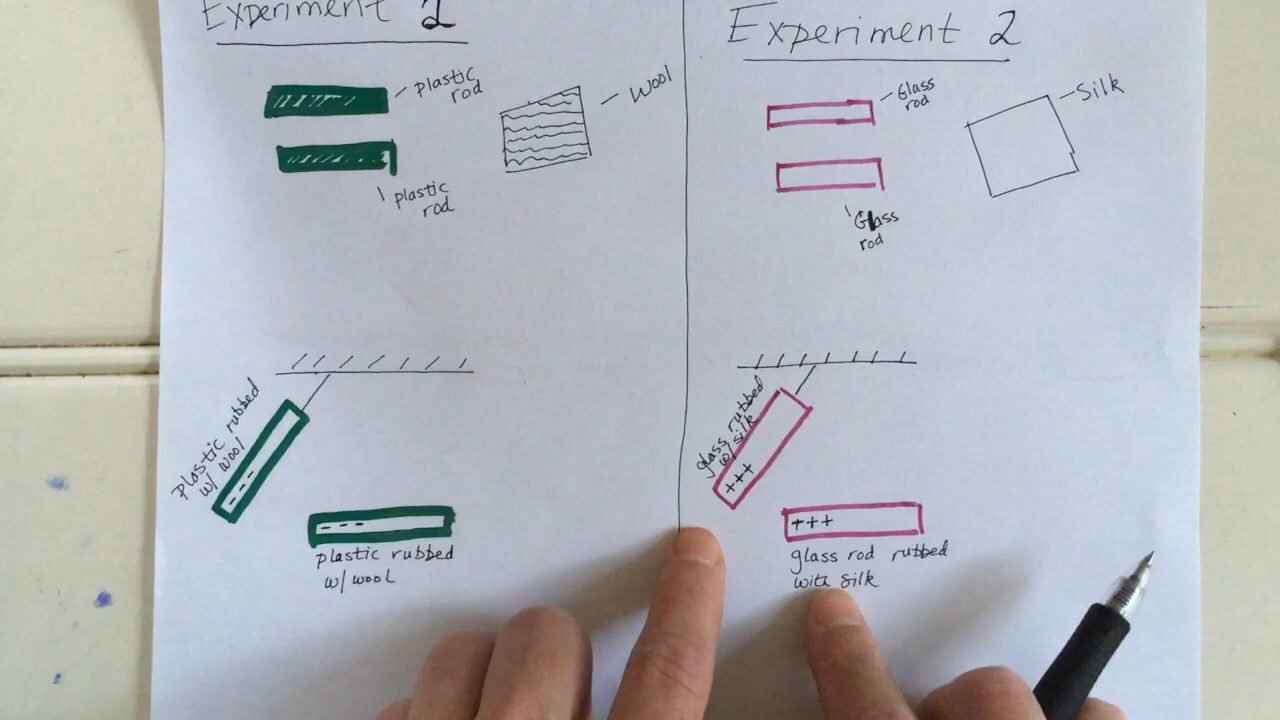 Experiment 1
plastic
rod
Wool
plastic
rod
Plastic rubbed
w/ wool
- - -
- - -
plastic rubbed
w/ wool
Experiment 2
Glass
rod
Silk
Glass
rod
glass rubbed
w/ silk
+++
+++
glass rod rubbed
with silk